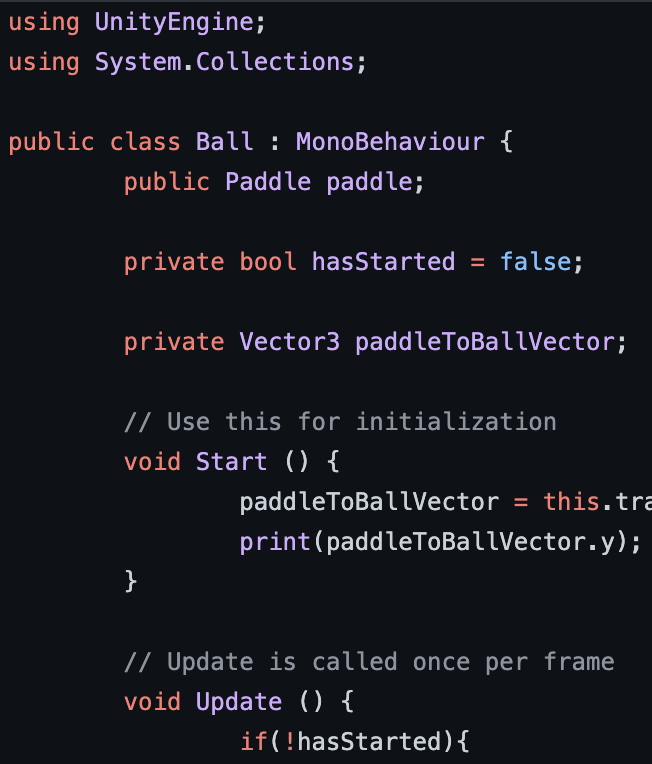 using UnityEngine;
using System.Collections;
public class Ball : MonoBehaviour {
public Paddle paddle;
private bool hasStarted = false;
private Vector3 paddleToBallVector;
// Use this for initialization
void Start () {
paddleToBallVector = this.tra
print(paddleToBallVector.y);
}
// Update is called once per frame
void Update () {
if(!hasStarted){